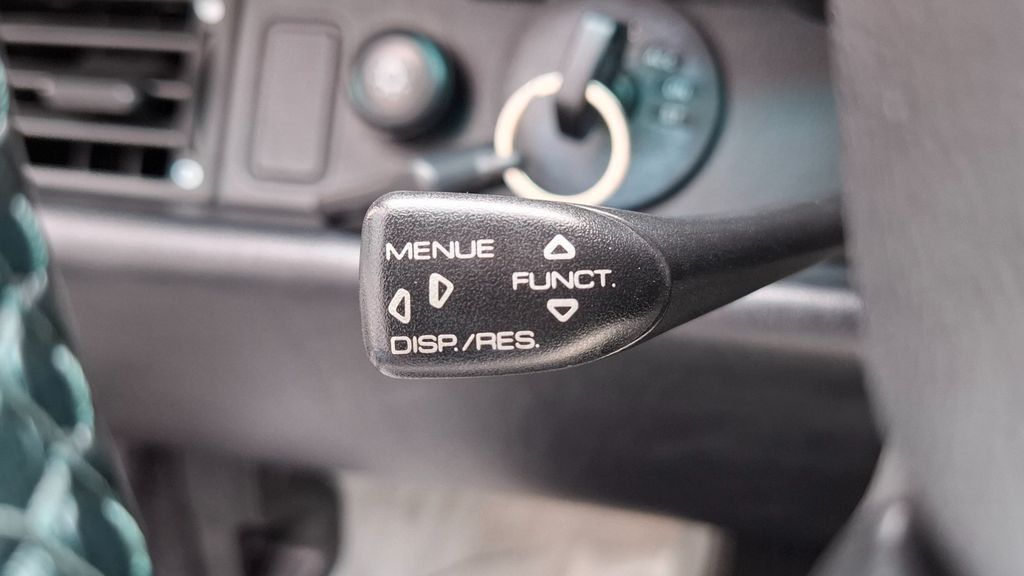 MENUE
FUNCT.
DISP./RES.